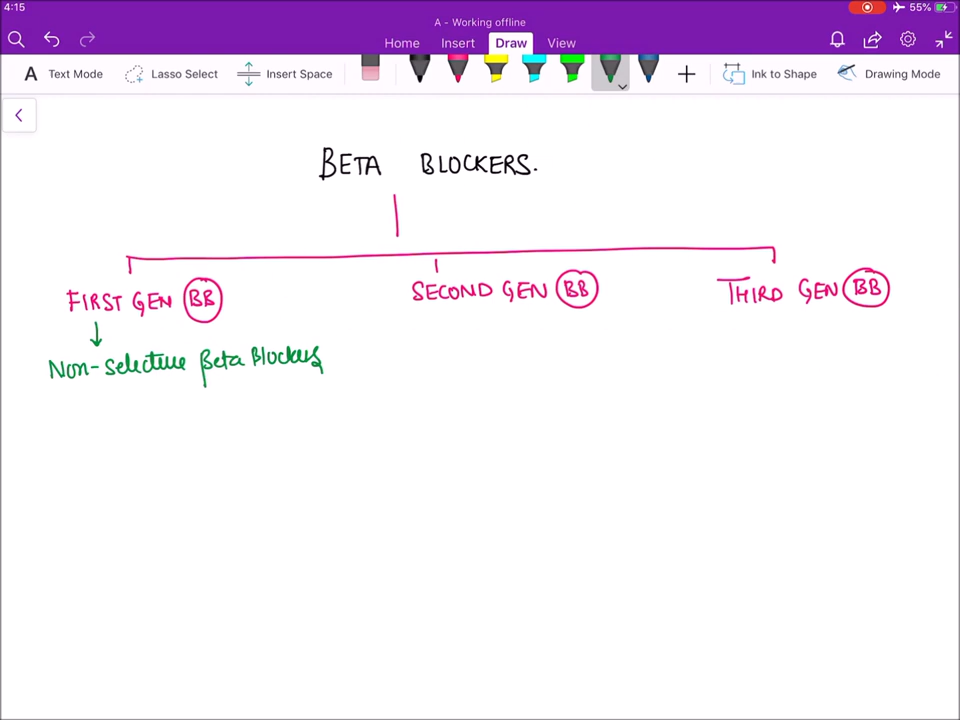 4:15
55%
A - Working offline
Home Insert Draw View
A Text Mode Lasso Select Insert Space Ink to Shape Drawing Mode
BETA BLOCKERS.
FIRST GEN BB SECOND GEN BB THIRD GEN BB
Non-Selective Beta Blockers